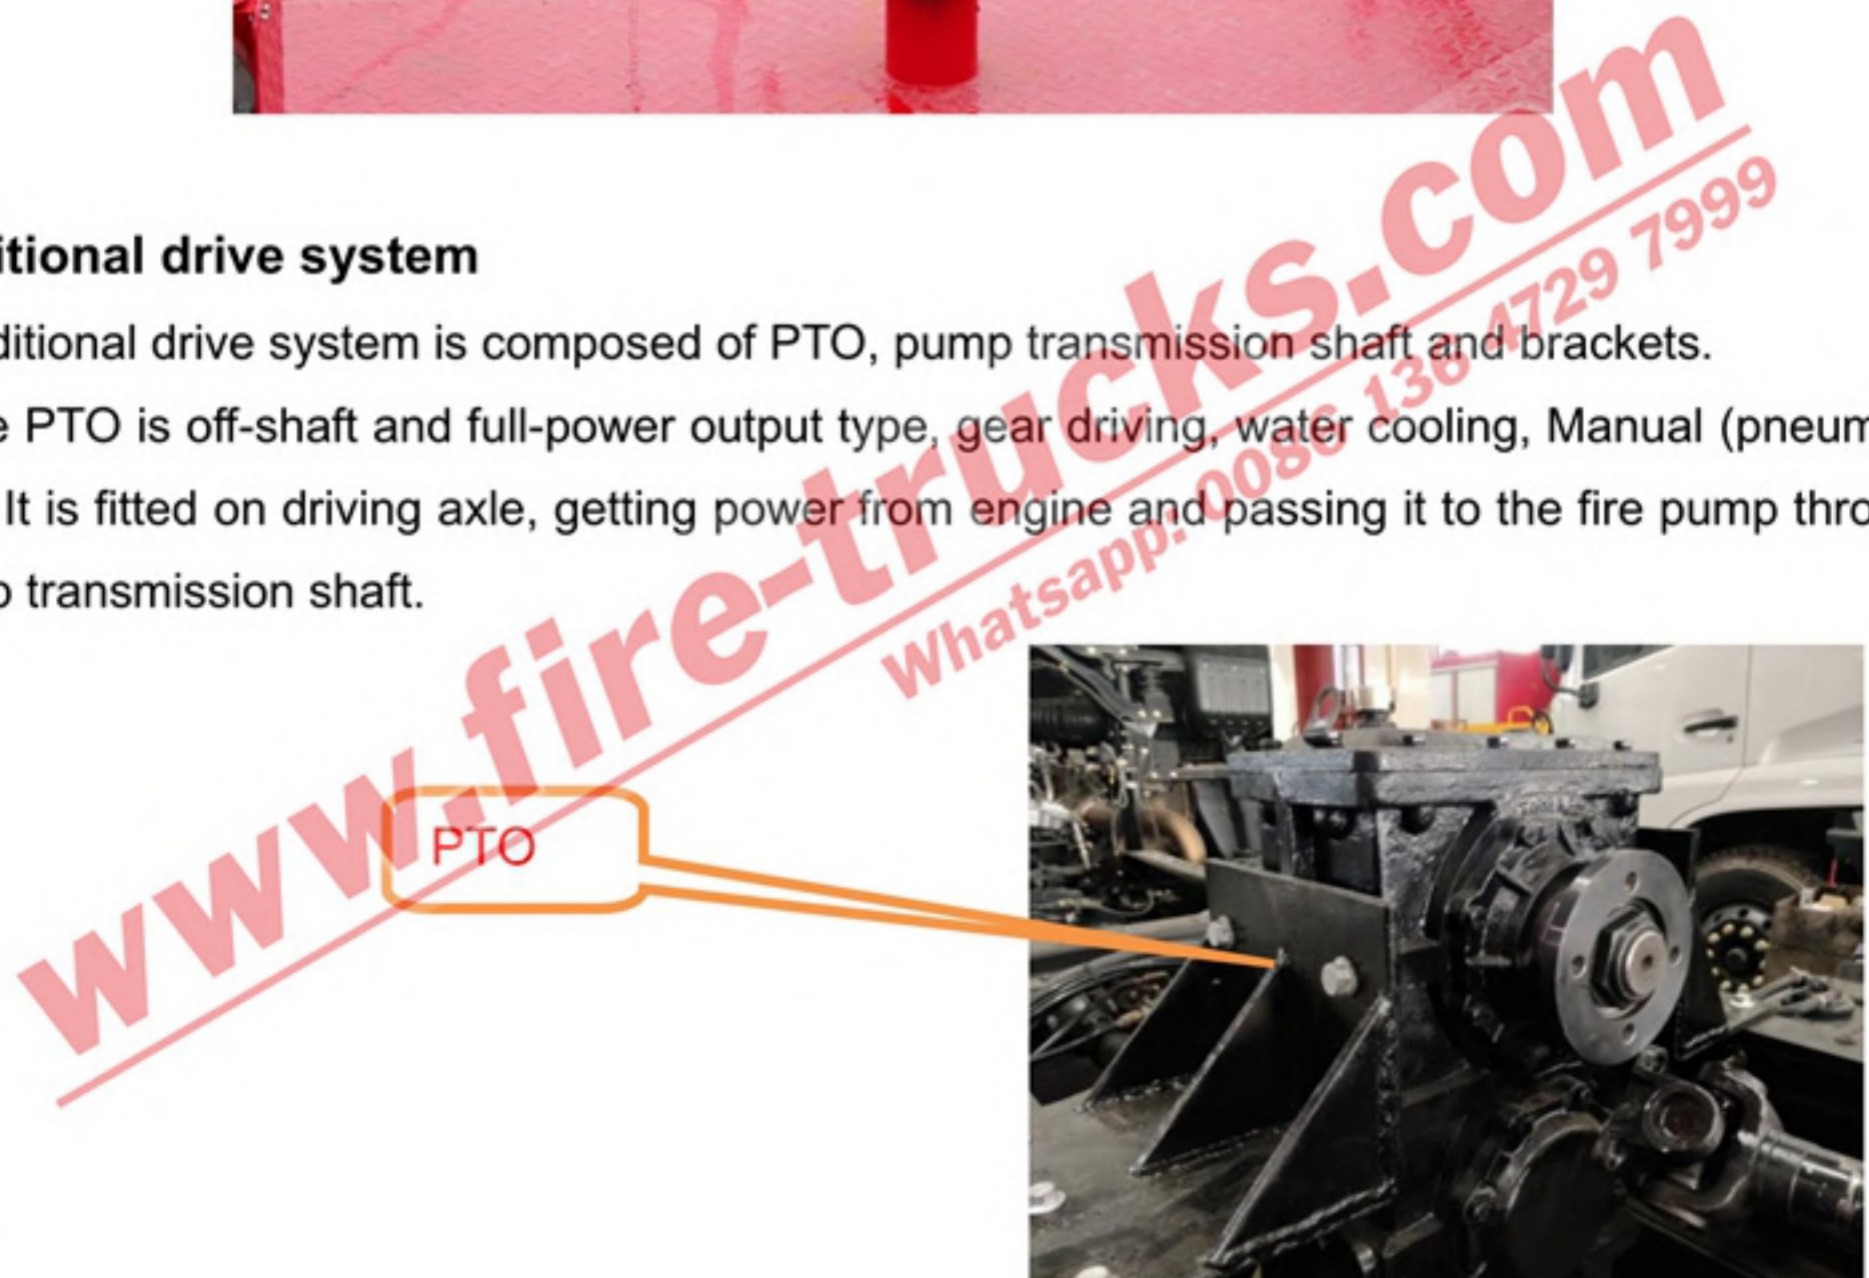 itional drive system
ditional drive system is composed of PTO, pump transmission shaft and brackets.
e PTO is off-shaft and full-power output type, gear driving, water cooling, Manual (pneum
It is fitted on driving axle, getting power from engine and passing it to the fire pump thro
p transmission shaft.
PTO
www.fire-trucks.com
Whatsapp: 0086 138 4729 7999